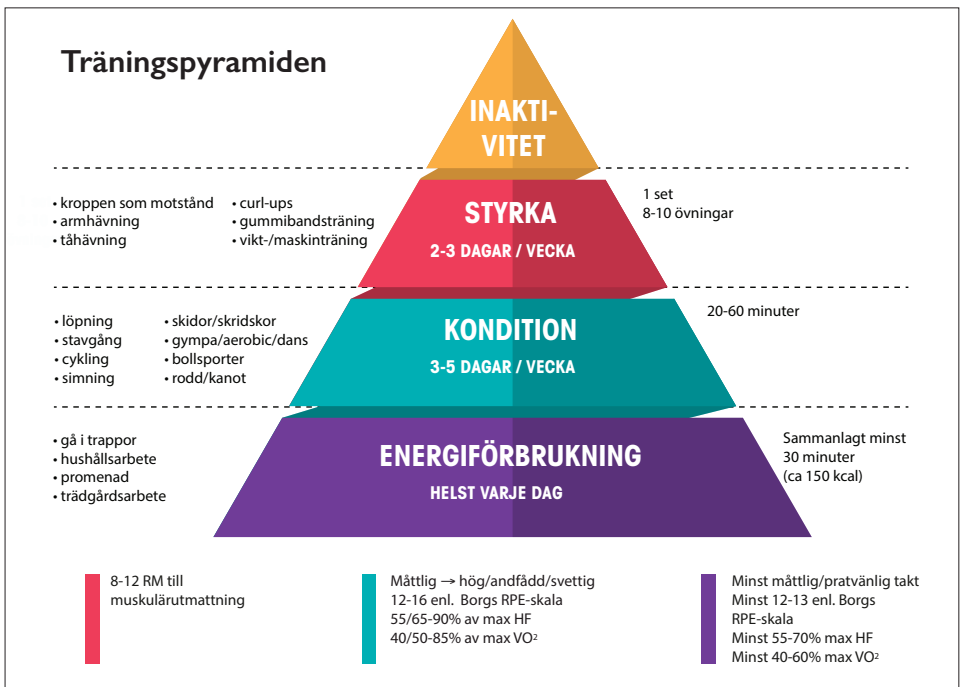 Träningspyramiden
INAKTI-
VITET
• kroppen som motstånd
• armhävning
• tåhävning
• curl-ups
• gummibandsträning
• vikt-/maskinträning
STYRKA
2-3 DAGAR / VECKA
1 set
8-10 övningar
• löpning
• stavgång
• cykling
• simning
• skidor/skridskor
• gympa/aerobic/dans
• bollsporter
• rodd/kanot
KONDITION
3-5 DAGAR / VECKA
20-60 minuter
• gå i trappor
• hushållsarbete
• promenad
• trädgårdsarbete
ENERGIFÖRBRUKNING
HELST VARJE DAG
Sammanlagt minst
30 minuter
(ca 150 kcal)
8-12 RM till
muskulärutmattning
Måttlig → hög/andfådd/svettig
12-16 enl. Borgs RPE-skala
55/65-90% av max HF
40/50-85% av max VO²
Minst måttlig/pratvänlig takt
Minst 12-13 enl. Borgs
RPE-skala
Minst 55-70% max HF
Minst 40-60% max VO²